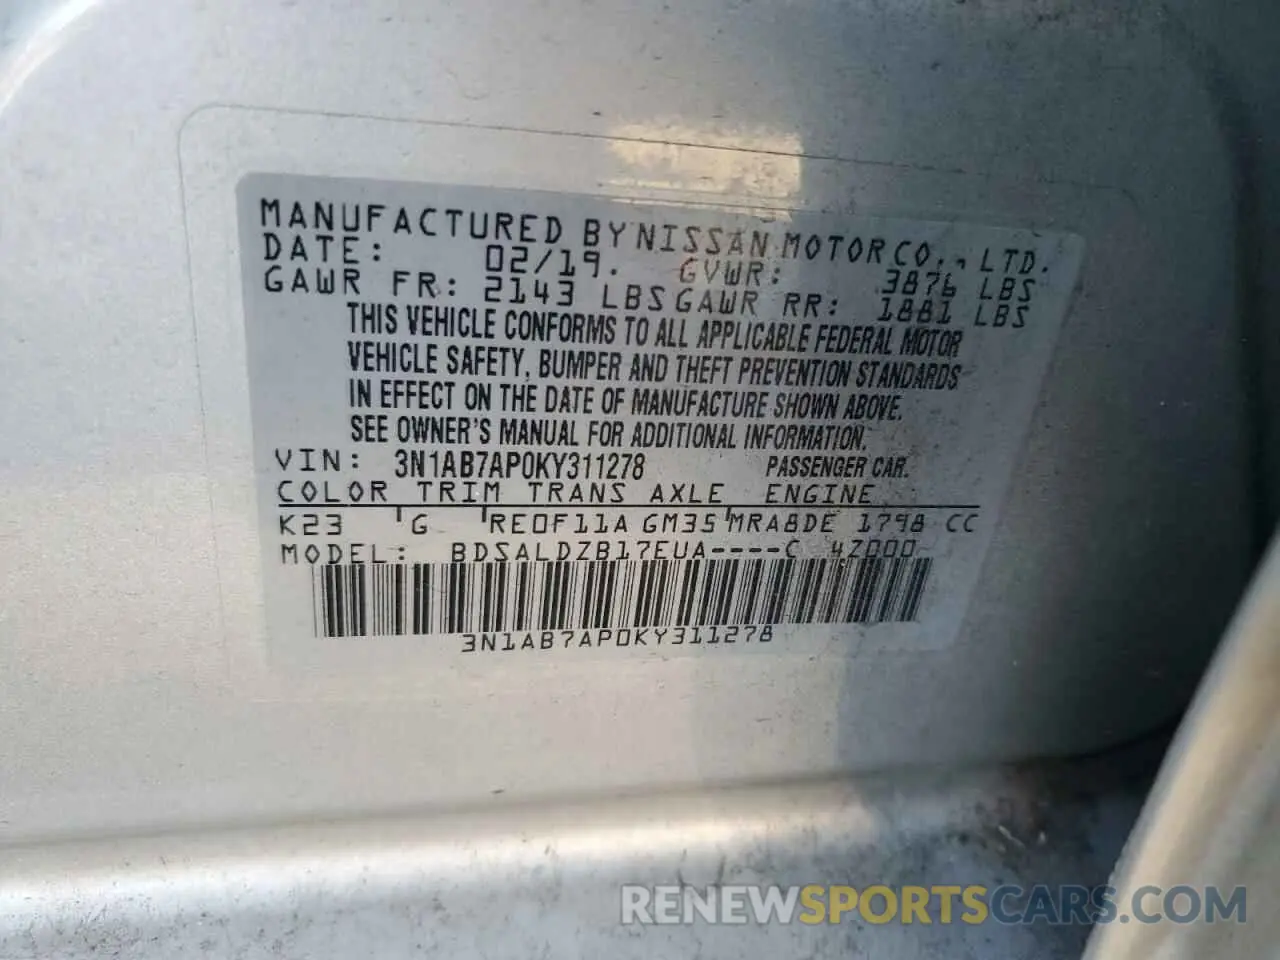 MANUFACTURED BY NISSAN MOTOR CO., LTD.
DATE: 02/19. GVWR: 3876 LBS
GAWR FR: 2143 LBS GAWR RR: 1881 LBS
THIS VEHICLE CONFORMS TO ALL APPLICABLE FEDERAL MOTOR
VEHICLE SAFETY, BUMPER AND THEFT PREVENTION STANDARDS
IN EFFECT ON THE DATE OF MANUFACTURE SHOWN ABOVE.
SEE OWNER'S MANUAL FOR ADDITIONAL INFORMATION.
VIN: 3N1AB7AP0KY311278 PASSENGER CAR.
COLOR TRIM TRANS AXLE ENGINE
K23 G RE0F11A GM35 MRA8DE 1798 CC
MODEL: BDSALDZB17EUA----C 4Z000
3N1AB7AP0KY311278
RENEWSPORTSCARS.COM